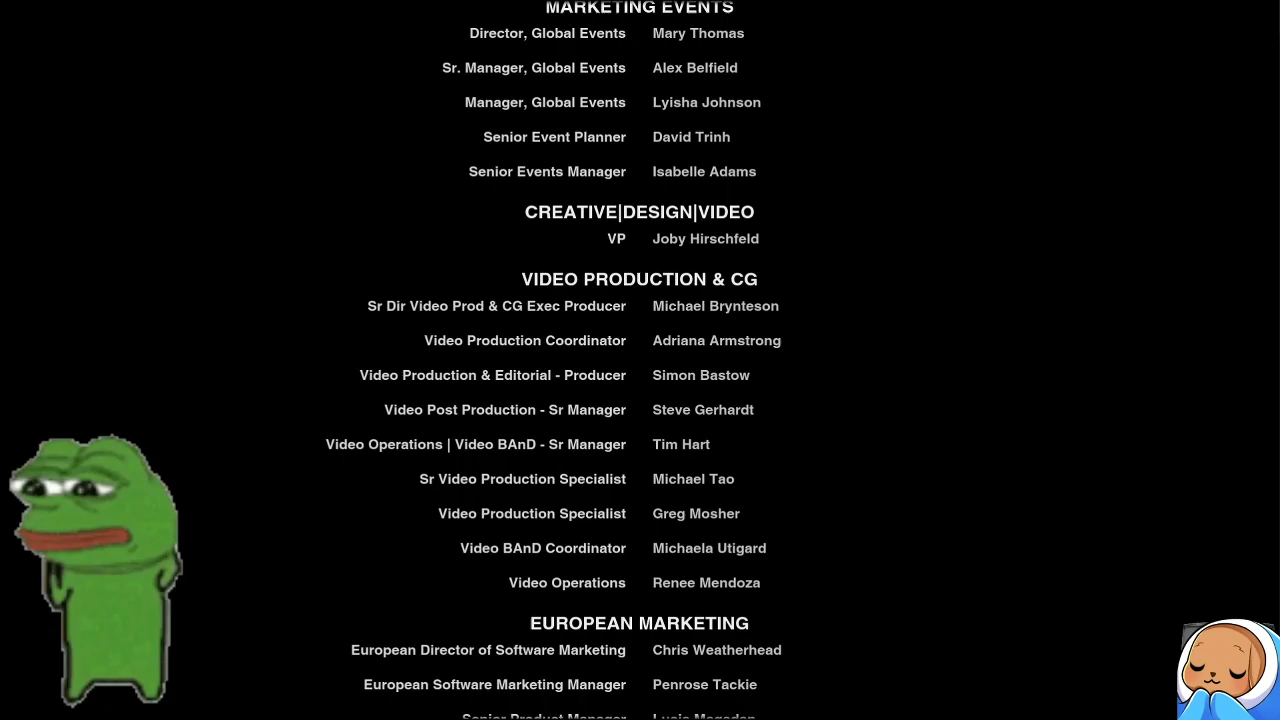 MARKETING EVENTS
Director, Global Events Mary Thomas
Sr. Manager, Global Events Alex Belfield
Manager, Global Events Lyisha Johnson
Senior Event Planner David Trinh
Senior Events Manager Isabelle Adams
CREATIVE|DESIGN|VIDEO
VP Joby Hirschfeld
VIDEO PRODUCTION & CG
Sr Dir Video Prod & CG Exec Producer Michael Brynteson
Video Production Coordinator Adriana Armstrong
Video Production & Editorial - Producer Simon Bastow
Video Post Production - Sr Manager Steve Gerhardt
Video Operations | Video BAnD - Sr Manager Tim Hart
Sr Video Production Specialist Michael Tao
Video Production Specialist Greg Mosher
Video BAnD Coordinator Michaela Utigard
Video Operations Renee Mendoza
EUROPEAN MARKETING
European Director of Software Marketing Chris Weatherhead
European Software Marketing Manager Penrose Tackie
Senior Product Manager